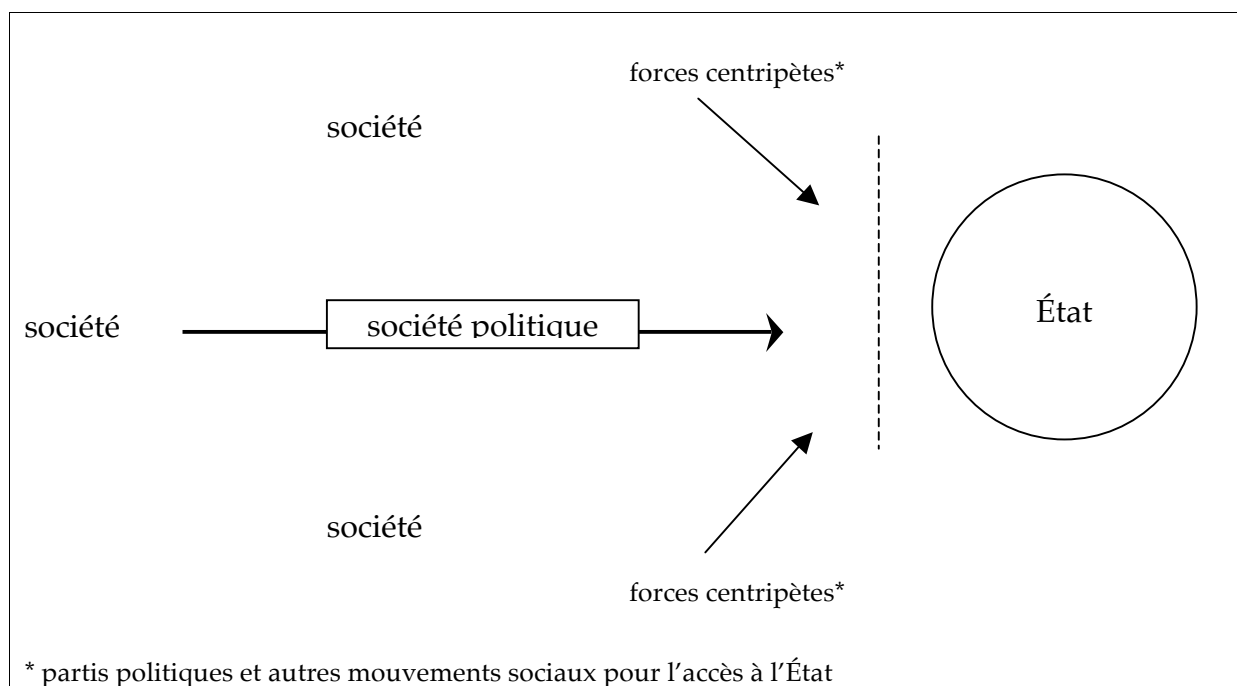 forces centripètes*
société
société
société politique
État
société
forces centripètes*
* partis politiques et autres mouvements sociaux pour l’accès à l’État